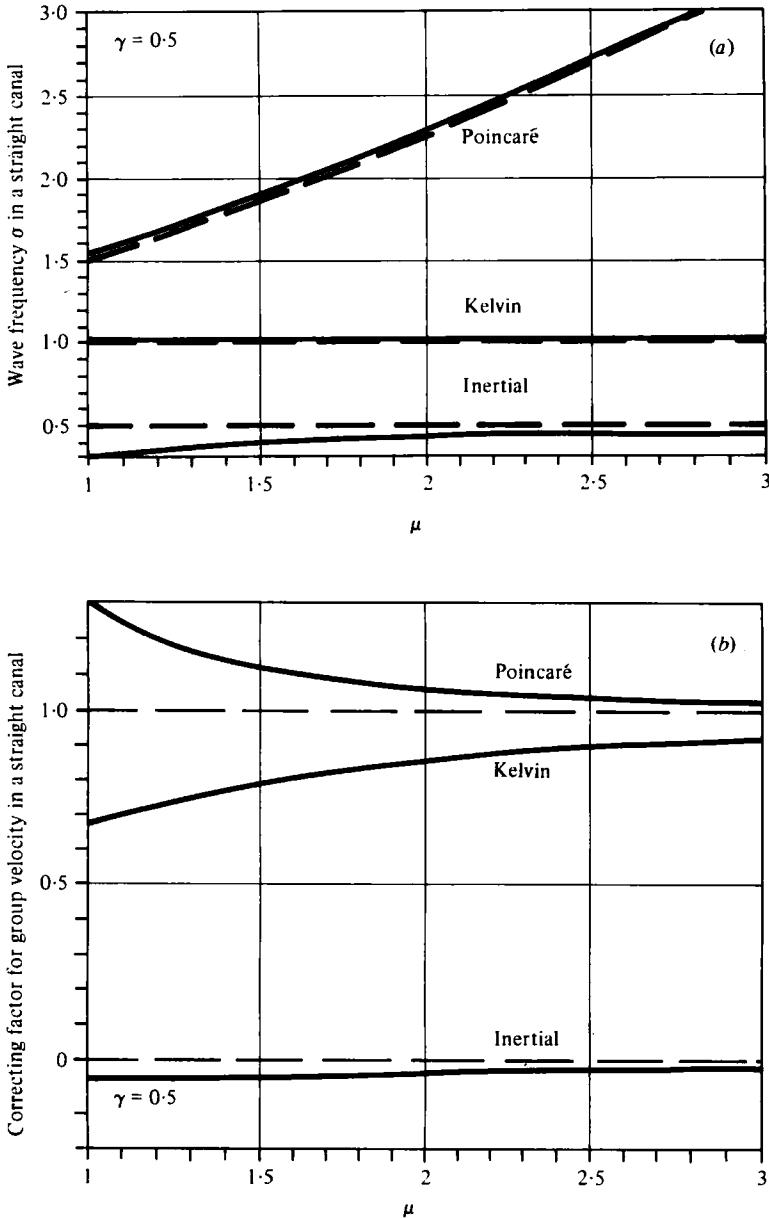 3·0
γ = 0·5
(a)
2·5
Poincaré
2·0
1·5
Kelvin
1·0
Inertial
0·5
1
1·5
2
2·5
3
μ
Wave frequency σ in a straight canal
(b)
Poincaré
1·0
Kelvin
0·5
Inertial
0
γ = 0·5
1
1·5
2
2·5
3
μ
Correcting factor for group velocity in a straight canal